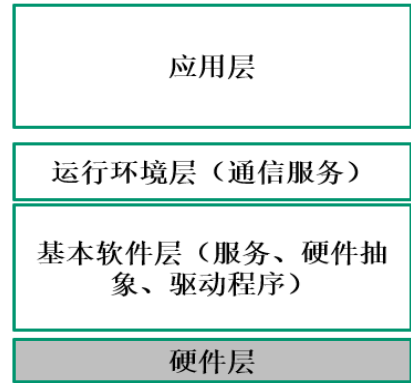 应用层
运行环境层（通信服务）
基本软件层（服务、硬件抽
象、驱动程序）
硬件层